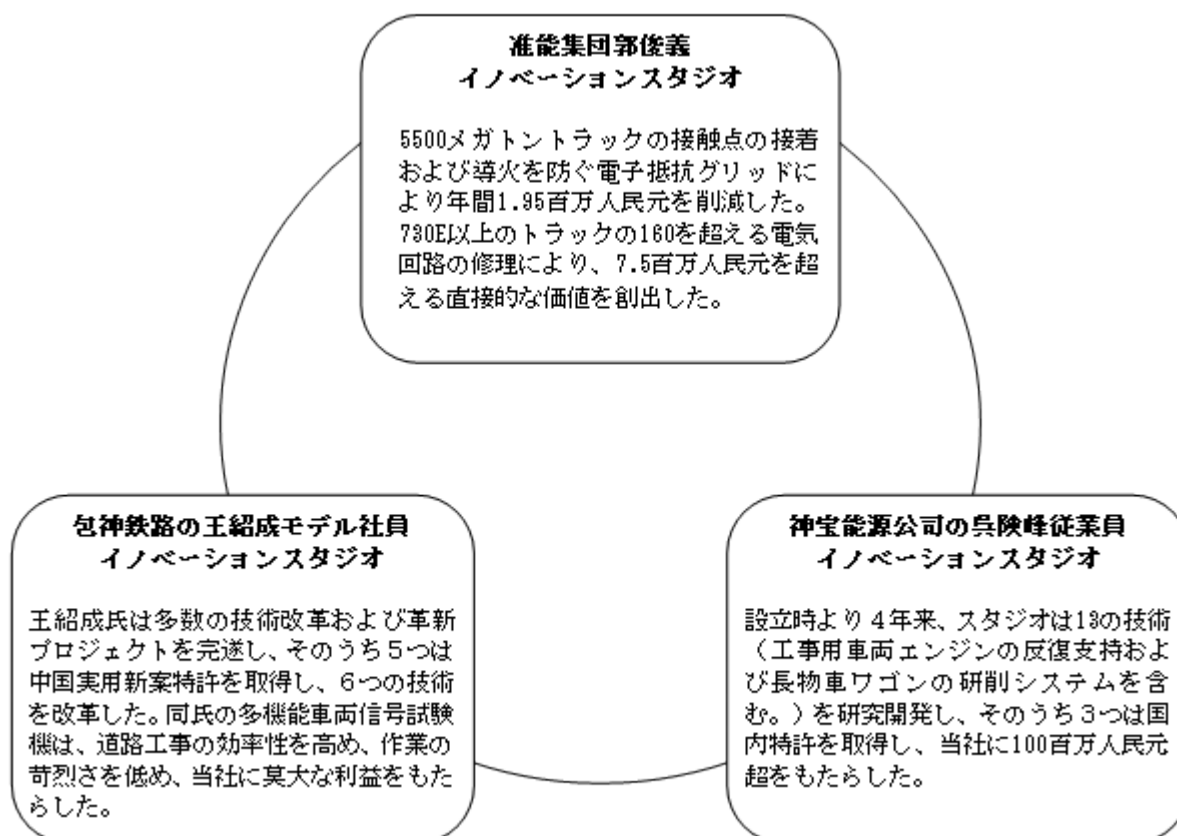 准能集団郭俊義
イノベーションスタジオ
5500メガトントラックの接触点の接着
および導火を防ぐ電子抵抗グリッドに
より年間1.95百万人民元を削減した。
730E以上のトラックの160を超える電気
回路の修理により、7.5百万人民元を超
える直接的な価値を創出した。
包神鉄路の王紹成モデル社員
イノベーションスタジオ
王紹成氏は多数の技術改革および革新
プロジェクトを完遂し、そのうち５つは
中国実用新案特許を取得し、６つの技術
を改革した。同氏の多機能車両信号試験
機は、道路工事の効率性を高め、作業の
苛烈さを低め、当社に莫大な利益をもた
らした。
神宝能源公司の呉険峰従業員
イノベーションスタジオ
設立時より４年来、スタジオは13の技術
（工事用車両エンジンの反復支持およ
び長物車ワゴンの研削システムを含
む。）を研究開発し、そのうち３つは国
内特許を取得し、当社に100百万人民元
超をもたらした。